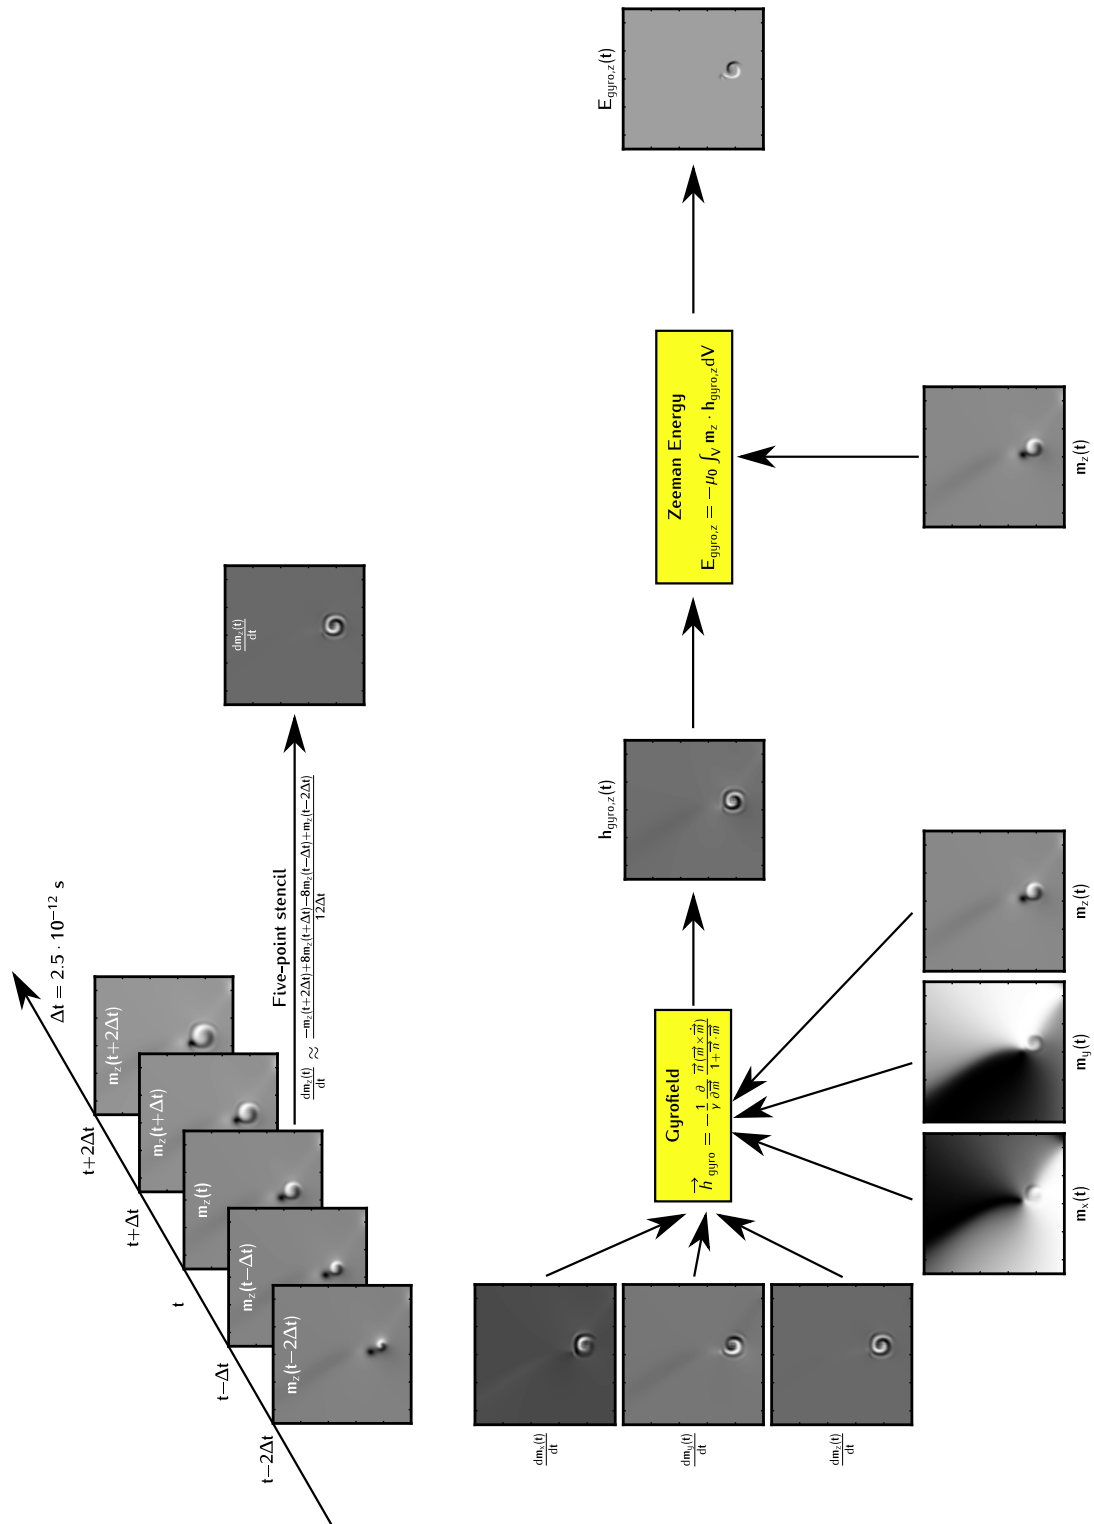 t−2Δt
t−Δt
t
t+Δt
t+2Δt
Δt = 2.5 · 10⁻¹² s
m_z(t−2Δt)
m_z(t−Δt)
m_z(t)
m_z(t+Δt)
m_z(t+2Δt)
Five-point stencil
dm_z(t)/dt ≈ −m_z(t+2Δt)+8m_z(t+Δt)−8m_z(t−Δt)+m_z(t−2Δt)/12Δt
dm_z(t)/dt
dm_x(t)/dt
dm_y(t)/dt
dm_z(t)/dt
Gyrofield
h⃗_gyro = −1/γ ∂/∂m⃗ n⃗(m⃗×ṁ⃗)/1+n⃗·m⃗
m_x(t)
m_y(t)
m_z(t)
h_gyro,z(t)
Zeeman Energy
E_gyro,z = −μ₀ ∫_V m_z · h_gyro,z dV
m_z(t)
E_gyro,z(t)